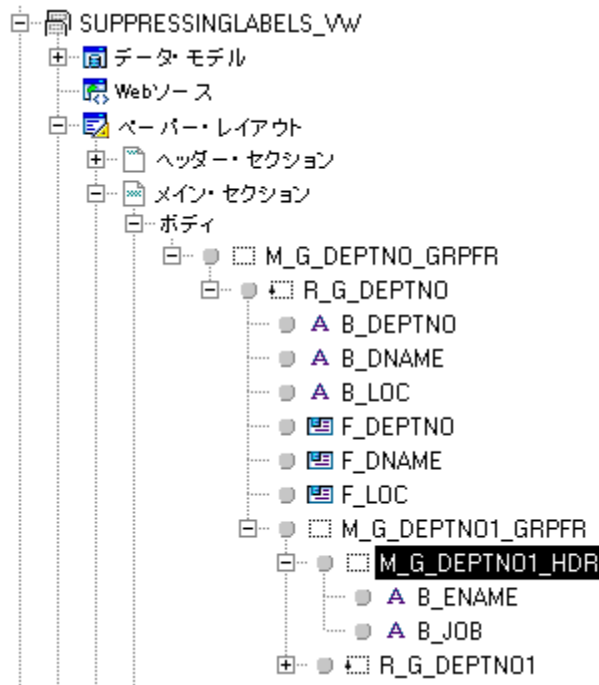 SUPPRESSINGLABELS_VW
データ・モデル
Webソース
ペーパー・レイアウト
ヘッダー・セクション
メイン・セクション
ボディ
M_G_DEPTNO_GRPFR
R_G_DEPTNO
B_DEPTNO
B_DNAME
B_LOC
F_DEPTNO
F_DNAME
F_LOC
M_G_DEPTNO1_GRPFR
M_G_DEPTNO1_HDR
B_ENAME
B_JOB
R_G_DEPTNO1